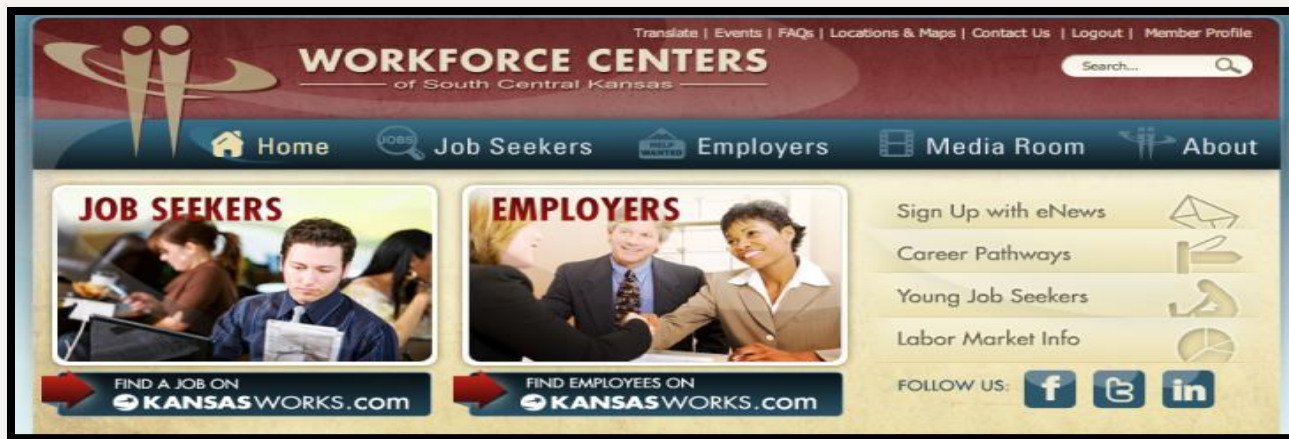 Translate | Events | FAQs | Locations & Maps | Contact Us | Logout | Member Profile
WORKFORCE CENTERS
of South Central Kansas
Search...
Home
JOBS
Job Seekers
HELP WANTED
Employers
Media Room
About
JOB SEEKERS
EMPLOYERS
Sign Up with eNews
Career Pathways
Young Job Seekers
Labor Market Info
FIND A JOB ON
KANSASWORKS.com
FIND EMPLOYEES ON
KANSASWORKS.com
FOLLOW US:
f
t
in